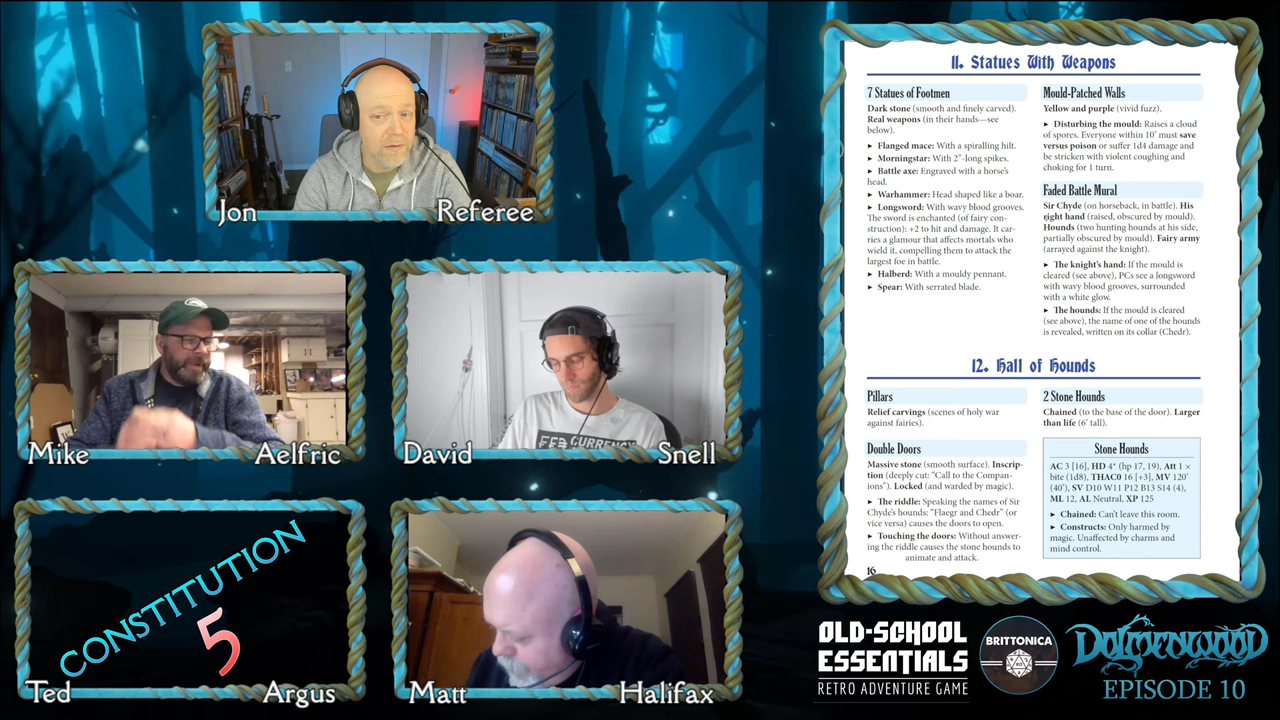 Jon
Referee
Mike
Aelfric
David
Snell
FED CURRENCY
CONSTITUTION
5
Ted
Argus
Matt
Halifax
11. Statues With Weapons
7 Statues of Footmen
Dark stone (smooth and finely carved).
Real weapons (in their hands—see
below).
► Flanged mace: With a spiralling hilt.
► Morningstar: With 2"-long spikes.
► Battle axe: Engraved with a horse's
head.
► Warhammer: Head shaped like a boar.
► Longsword: With wavy blood grooves.
The sword is enchanted (of fairy con-
struction): +2 to hit and damage. It car-
ries a glamour that affects mortals who
wield it, compelling them to attack the
largest foe in battle.
► Halberd: With a mouldy pennant.
► Spear: With serrated blade.
Mould-Patched Walls
Yellow and purple (vivid fuzz).
► Disturbing the mould: Raises a cloud
of spores. Everyone within 10' must save
versus poison or suffer 1d4 damage and
be stricken with violent coughing and
choking for 1 turn.
Faded Battle Mural
Sir Chyde (on horseback, in battle). His
right hand (raised, obscured by mould).
Hounds (two hunting hounds at his side,
partially obscured by mould). Fairy army
(arrayed against the knight).
► The knight's hand: If the mould is
cleared (see above), PCs see a longsword
with wavy blood grooves, surrounded
with a white glow.
► The hounds: If the mould is cleared
(see above), the name of one of the hounds
is revealed, written on its collar (Chedr).
12. Hall of Hounds
Pillars
Relief carvings (scenes of holy war
against fairies).
Double Doors
Massive stone (smooth surface). Inscrip-
tion (deeply cut: “Call to the Compan-
ions”). Locked (and warded by magic).
► The riddle: Speaking the names of Sir
Chyde's hounds: “Flaegr and Chedr” (or
vice versa) causes the doors to open.
► Touching the doors: Without answer-
ing the riddle causes the stone hounds to
animate and attack.
2 Stone Hounds
Chained (to the base of the door). Larger
than life (6' tall).
Stone Hounds
AC 3 [16], HD 4* (hp 17, 19), Att 1 ×
bite (1d8), THAC0 16 [+3], MV 120'
(40'), SV D10 W11 P12 B13 S14 (4),
ML 12, AL Neutral, XP 125
► Chained: Can't leave this room.
► Constructs: Only harmed by
magic. Unaffected by charms and
mind control.
16
OLD-SCHOOL
ESSENTIALS
RETRO ADVENTURE GAME
BRITTONICA
DOLMENWOOD
EPISODE 10